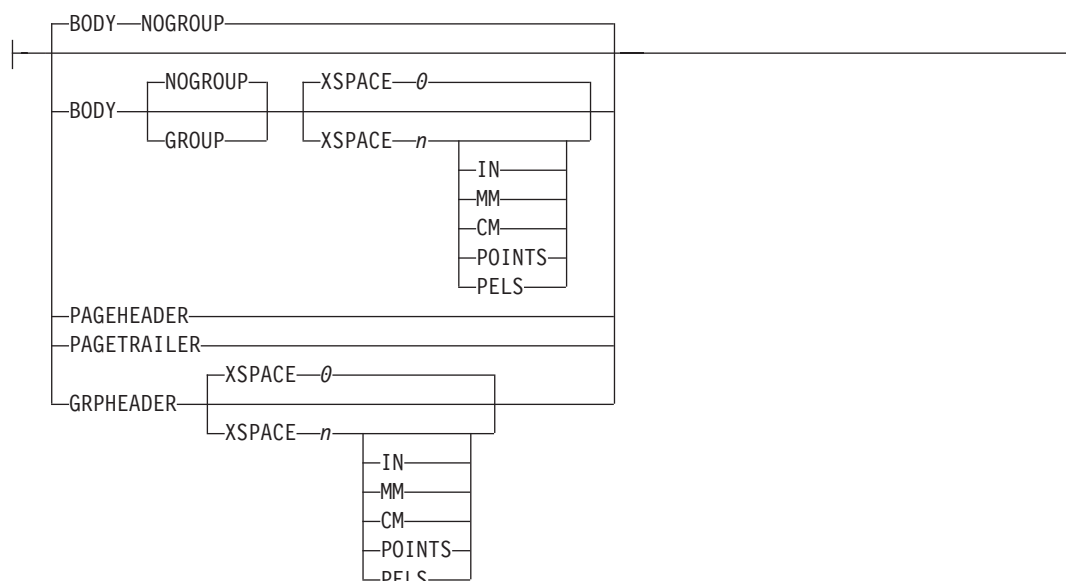 BODY NOGROUP
NOGROUP XSPACE 0
BODY
GROUP XSPACE n
IN
MM
CM
POINTS
PELS
PAGEHEADER
PAGETRAILER
XSPACE 0
GRPHEADER
XSPACE n
IN
MM
CM
POINTS
PELS